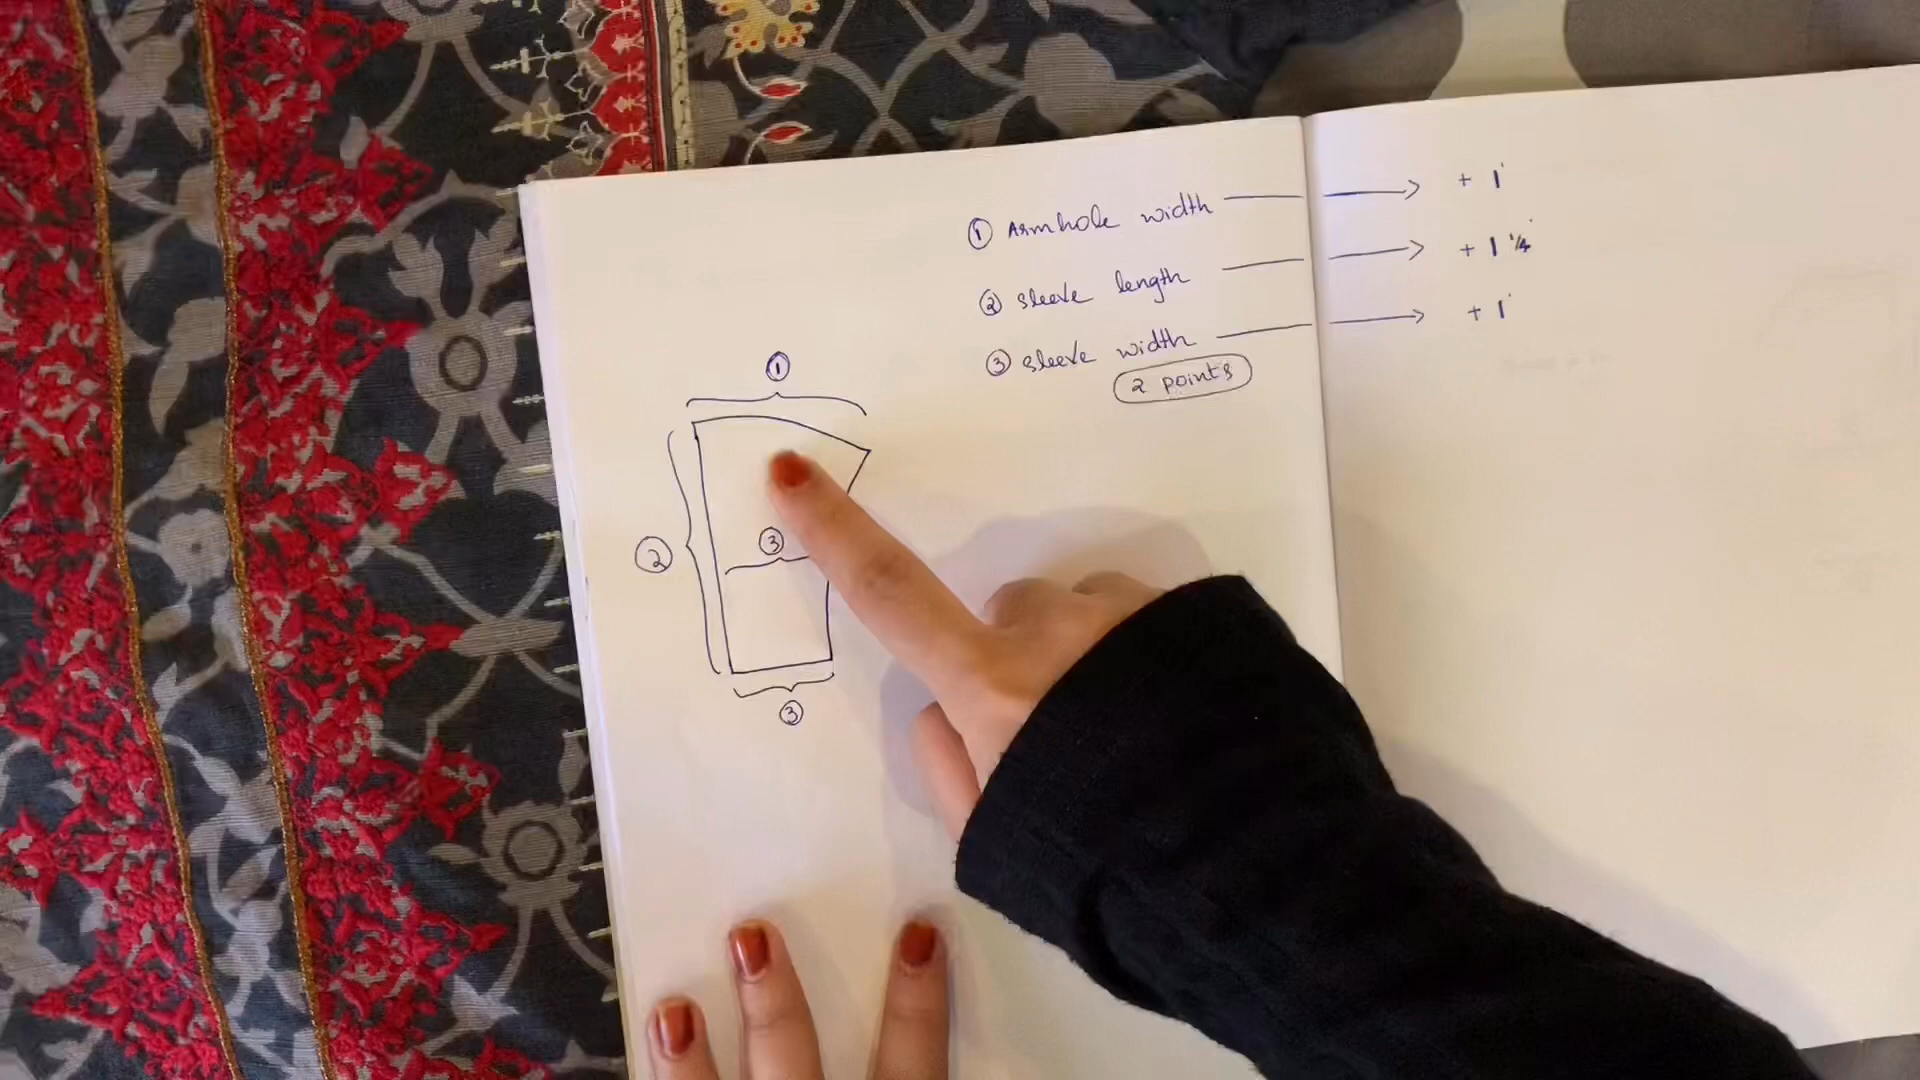 ① Armhole width → + 1'
② sleeve length → + 1 ¼'
③ sleeve width → + 1'
2 points
①
②
③
③